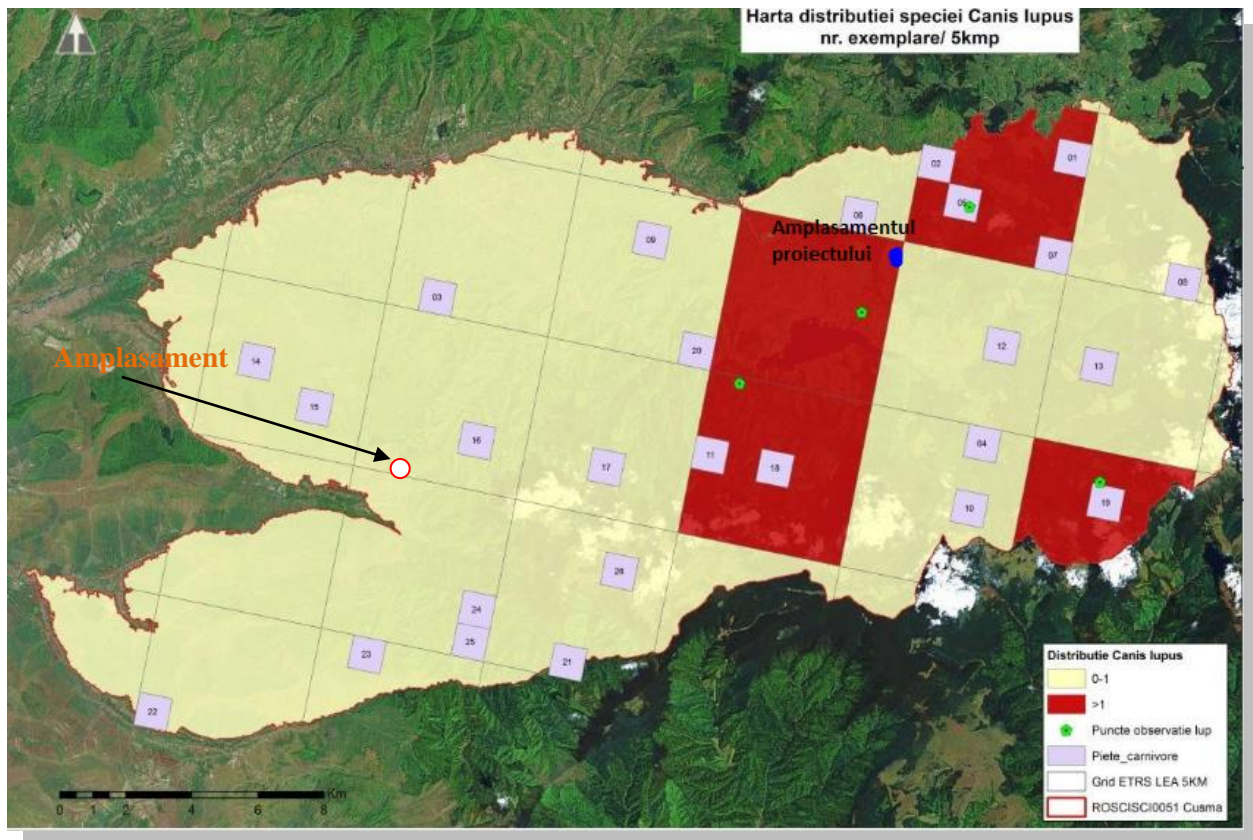 Harta distributiei speciei Canis lupus
nr. exemplare/ 5kmp
01
02
05
06
Amplasamentul
proiectului
09
07
08
03
20
12
13
Amplasament
14
15
16
04
11
18
17
19
10
26
24
25
23
21
22
Distributie Canis lupus
0-1
>1
Puncte observatie lup
Piete_carnivore
Grid ETRS LEA 5KM
ROSCISCI0051 Cusma
Km
0 1 2 4 6 8